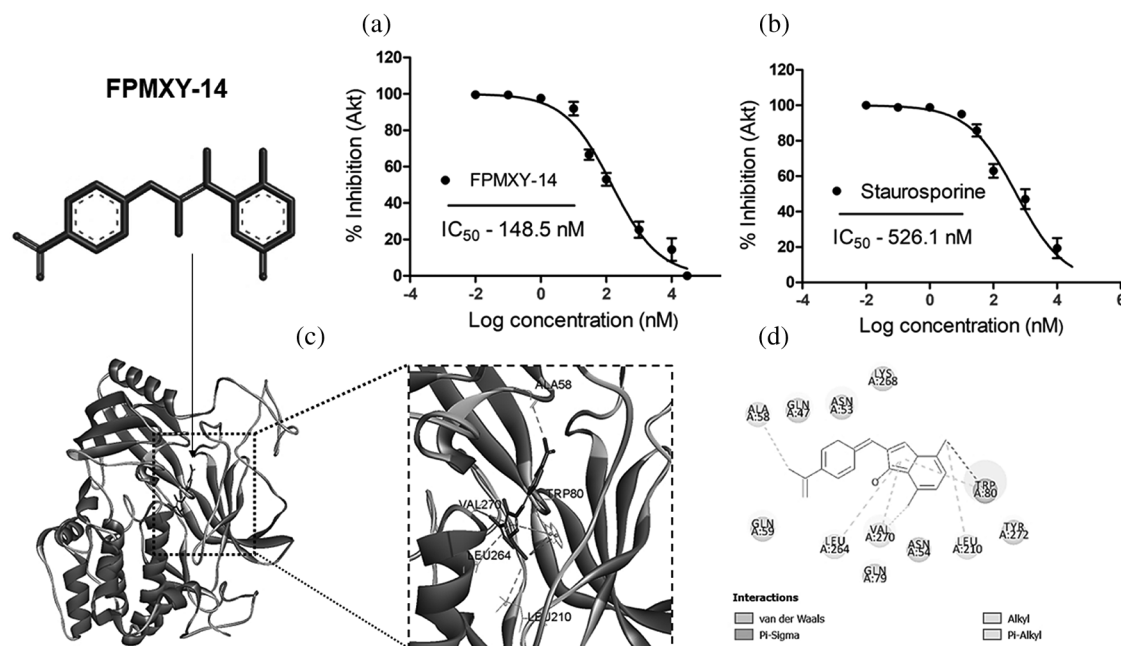 FPMXY-14
(a)
120
100
80
60
40
20
0
% Inhibition (Akt)
FPMXY-14
IC50 - 148.5 nM
-4 -2 0 2 4 6
Log concentration (nM)
(b)
120
100
80
60
40
20
0
% Inhibition (Akt)
Staurosporine
IC50 - 526.1 nM
-4 -2 0 2 4 6
Log concentration (nM)
(c)
ALA58
TRP80
VAL270
LEU264
LEU210
(d)
LYS
A:268
ALA
A:58
GLN
A:47
ASN
A:53
O
TRP
A:80
GLN
A:59
LEU
A:264
VAL
A:270
ASN
A:54
LEU
A:210
TYR
A:272
GLN
A:79
Interactions
van der Waals
Pi-Sigma
Alkyl
Pi-Alkyl